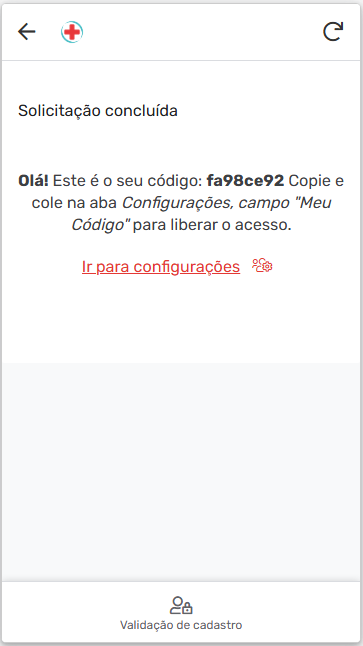 Solicitação concluída
Olá! Este é o seu código: fa98ce92 Copie e
cole na aba Configurações, campo "Meu
Código" para liberar o acesso.
Ir para configurações
Validação de cadastro